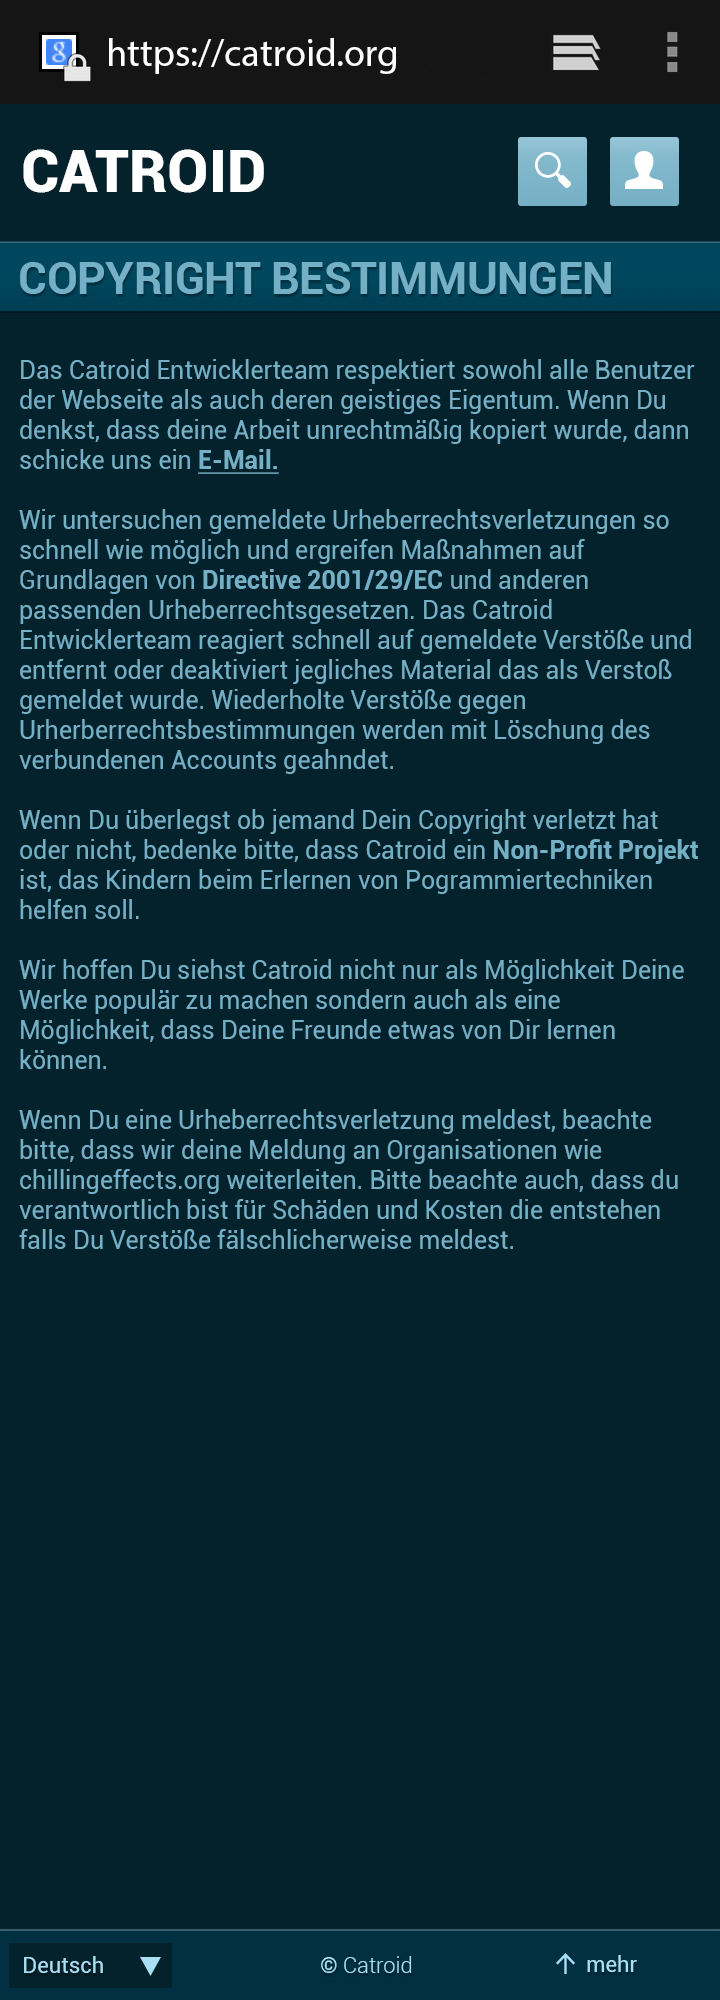 https://catroid.org
CATROID
COPYRIGHT BESTIMMUNGEN
Das Catroid Entwicklerteam respektiert sowohl alle Benutzer
der Webseite als auch deren geistiges Eigentum. Wenn Du
denkst, dass deine Arbeit unrechtmäßig kopiert wurde, dann
schicke uns ein E-Mail.
Wir untersuchen gemeldete Urheberrechtsverletzungen so
schnell wie möglich und ergreifen Maßnahmen auf
Grundlagen von Directive 2001/29/EC und anderen
passenden Urheberrechtsgesetzen. Das Catroid
Entwicklerteam reagiert schnell auf gemeldete Verstöße und
entfernt oder deaktiviert jegliches Material das als Verstoß
gemeldet wurde. Wiederholte Verstöße gegen
Urherberrechtsbestimmungen werden mit Löschung des
verbundenen Accounts geahndet.
Wenn Du überlegst ob jemand Dein Copyright verletzt hat
oder nicht, bedenke bitte, dass Catroid ein Non-Profit Projekt
ist, das Kindern beim Erlernen von Pogrammiertechniken
helfen soll.
Wir hoffen Du siehst Catroid nicht nur als Möglichkeit Deine
Werke populär zu machen sondern auch als eine
Möglichkeit, dass Deine Freunde etwas von Dir lernen
können.
Wenn Du eine Urheberrechtsverletzung meldest, beachte
bitte, dass wir deine Meldung an Organisationen wie
chillingeffects.org weiterleiten. Bitte beachte auch, dass du
verantwortlich bist für Schäden und Kosten die entstehen
falls Du Verstöße fälschlicherweise meldest.
Deutsch © Catroid mehr